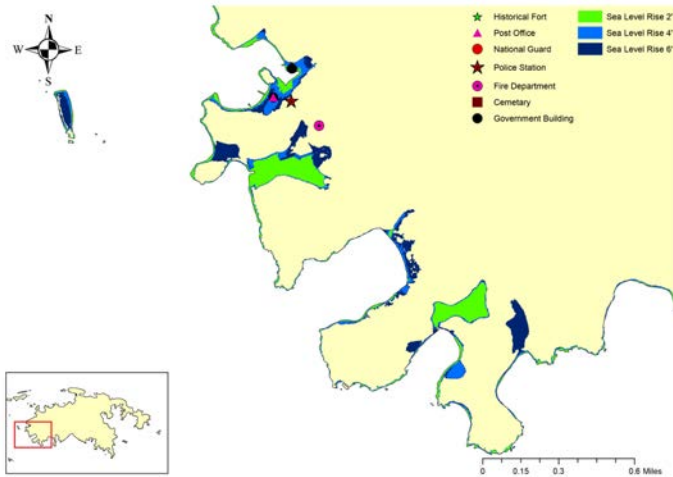 N
W
E
S
Historical Fort
Post Office
National Guard
Police Station
Fire Department
Cemetary
Government Building
Sea Level Rise 2'
Sea Level Rise 4'
Sea Level Rise 6'
0 0.15 0.3 0.6 Miles